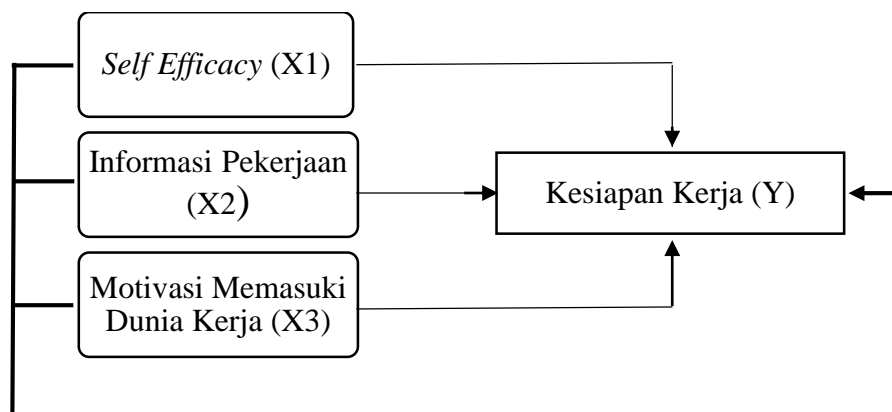 Self Efficacy (X1)
Informasi Pekerjaan
(X2)
Kesiapan Kerja (Y)
Motivasi Memasuki
Dunia Kerja (X3)